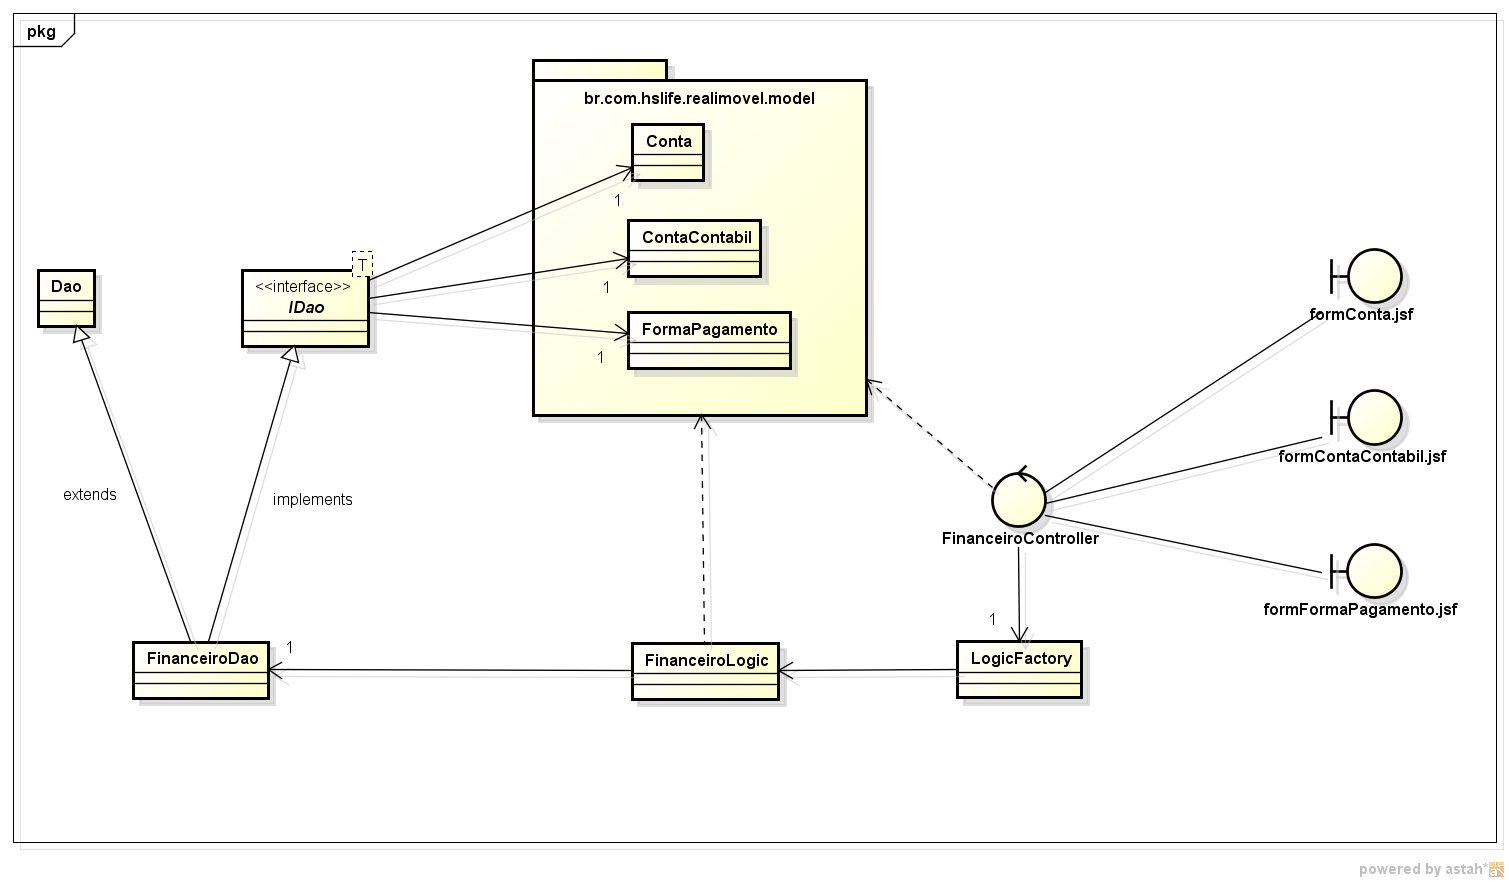 pkg
br.com.hslife.realimovel.model
Conta
1
ContaContabil
1
FormaPagamento
1
Dao
T
<<interface>>
IDao
extends
implements
formConta.jsf
formContaContabil.jsf
FinanceiroController
formFormaPagamento.jsf
1
1
FinanceiroDao
FinanceiroLogic
LogicFactory
powered by astah*